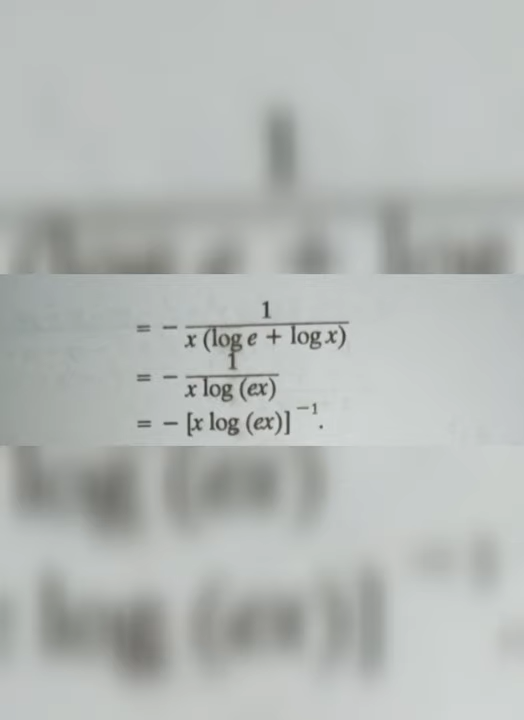 = − 1 / x (log e + log x)
= − 1 / x log (ex)
= − [x log (ex)]⁻¹.